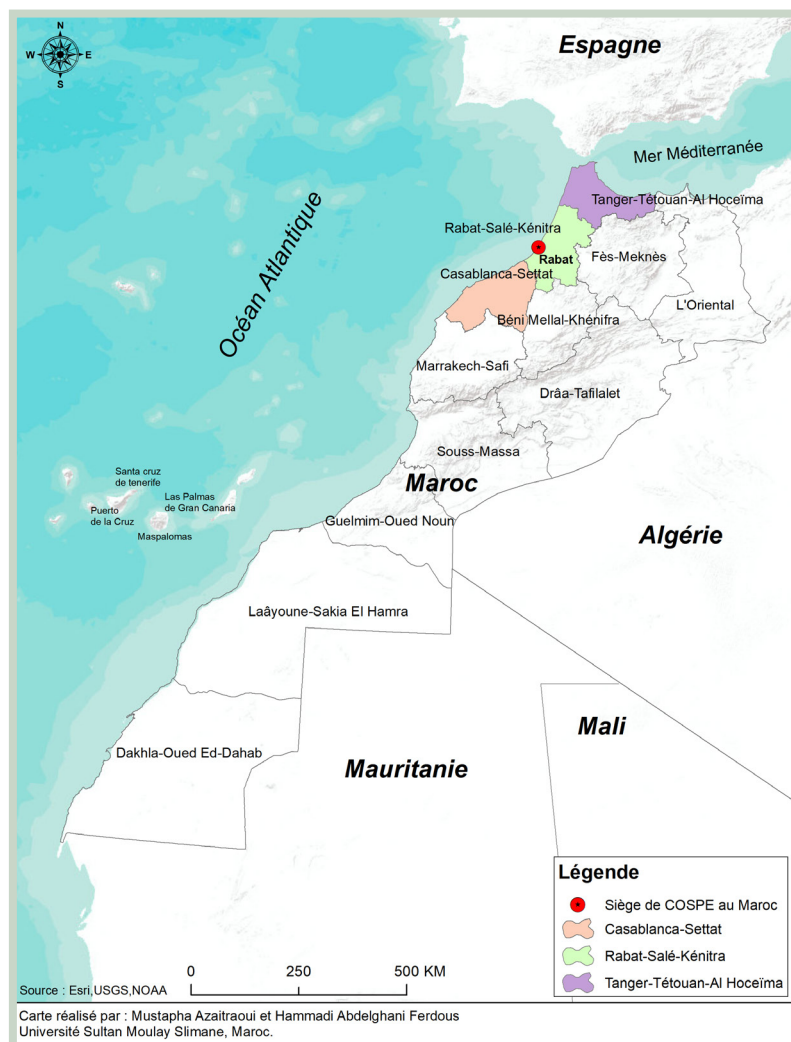 N
W
E
S
Espagne
Mer Méditerranée
Océan Atlantique
Tanger-Tétouan-Al Hoceïma
Rabat-Salé-Kénitra
Rabat
Fès-Meknès
Casablanca-Settat
L'Oriental
Béni Mellal-Khénifra
Marrakech-Safi
Drâa-Tafilalet
Souss-Massa
Maroc
Santa cruz
de tenerife
Las Palmas
de Gran Canaria
Puerto
de la Cruz
Maspalomas
Guelmim-Oued Noun
Algérie
Laâyoune-Sakia El Hamra
Mali
Dakhla-Oued Ed-Dahab
Mauritanie
Légende
Siège de COSPE au Maroc
Casablanca-Settat
Rabat-Salé-Kénitra
Tanger-Tétouan-Al Hoceïma
0 250 500 KM
Source : Esri,USGS,NOAA
Carte réalisé par : Mustapha Azaitraoui et Hammadi Abdelghani Ferdous
Université Sultan Moulay Slimane, Maroc.